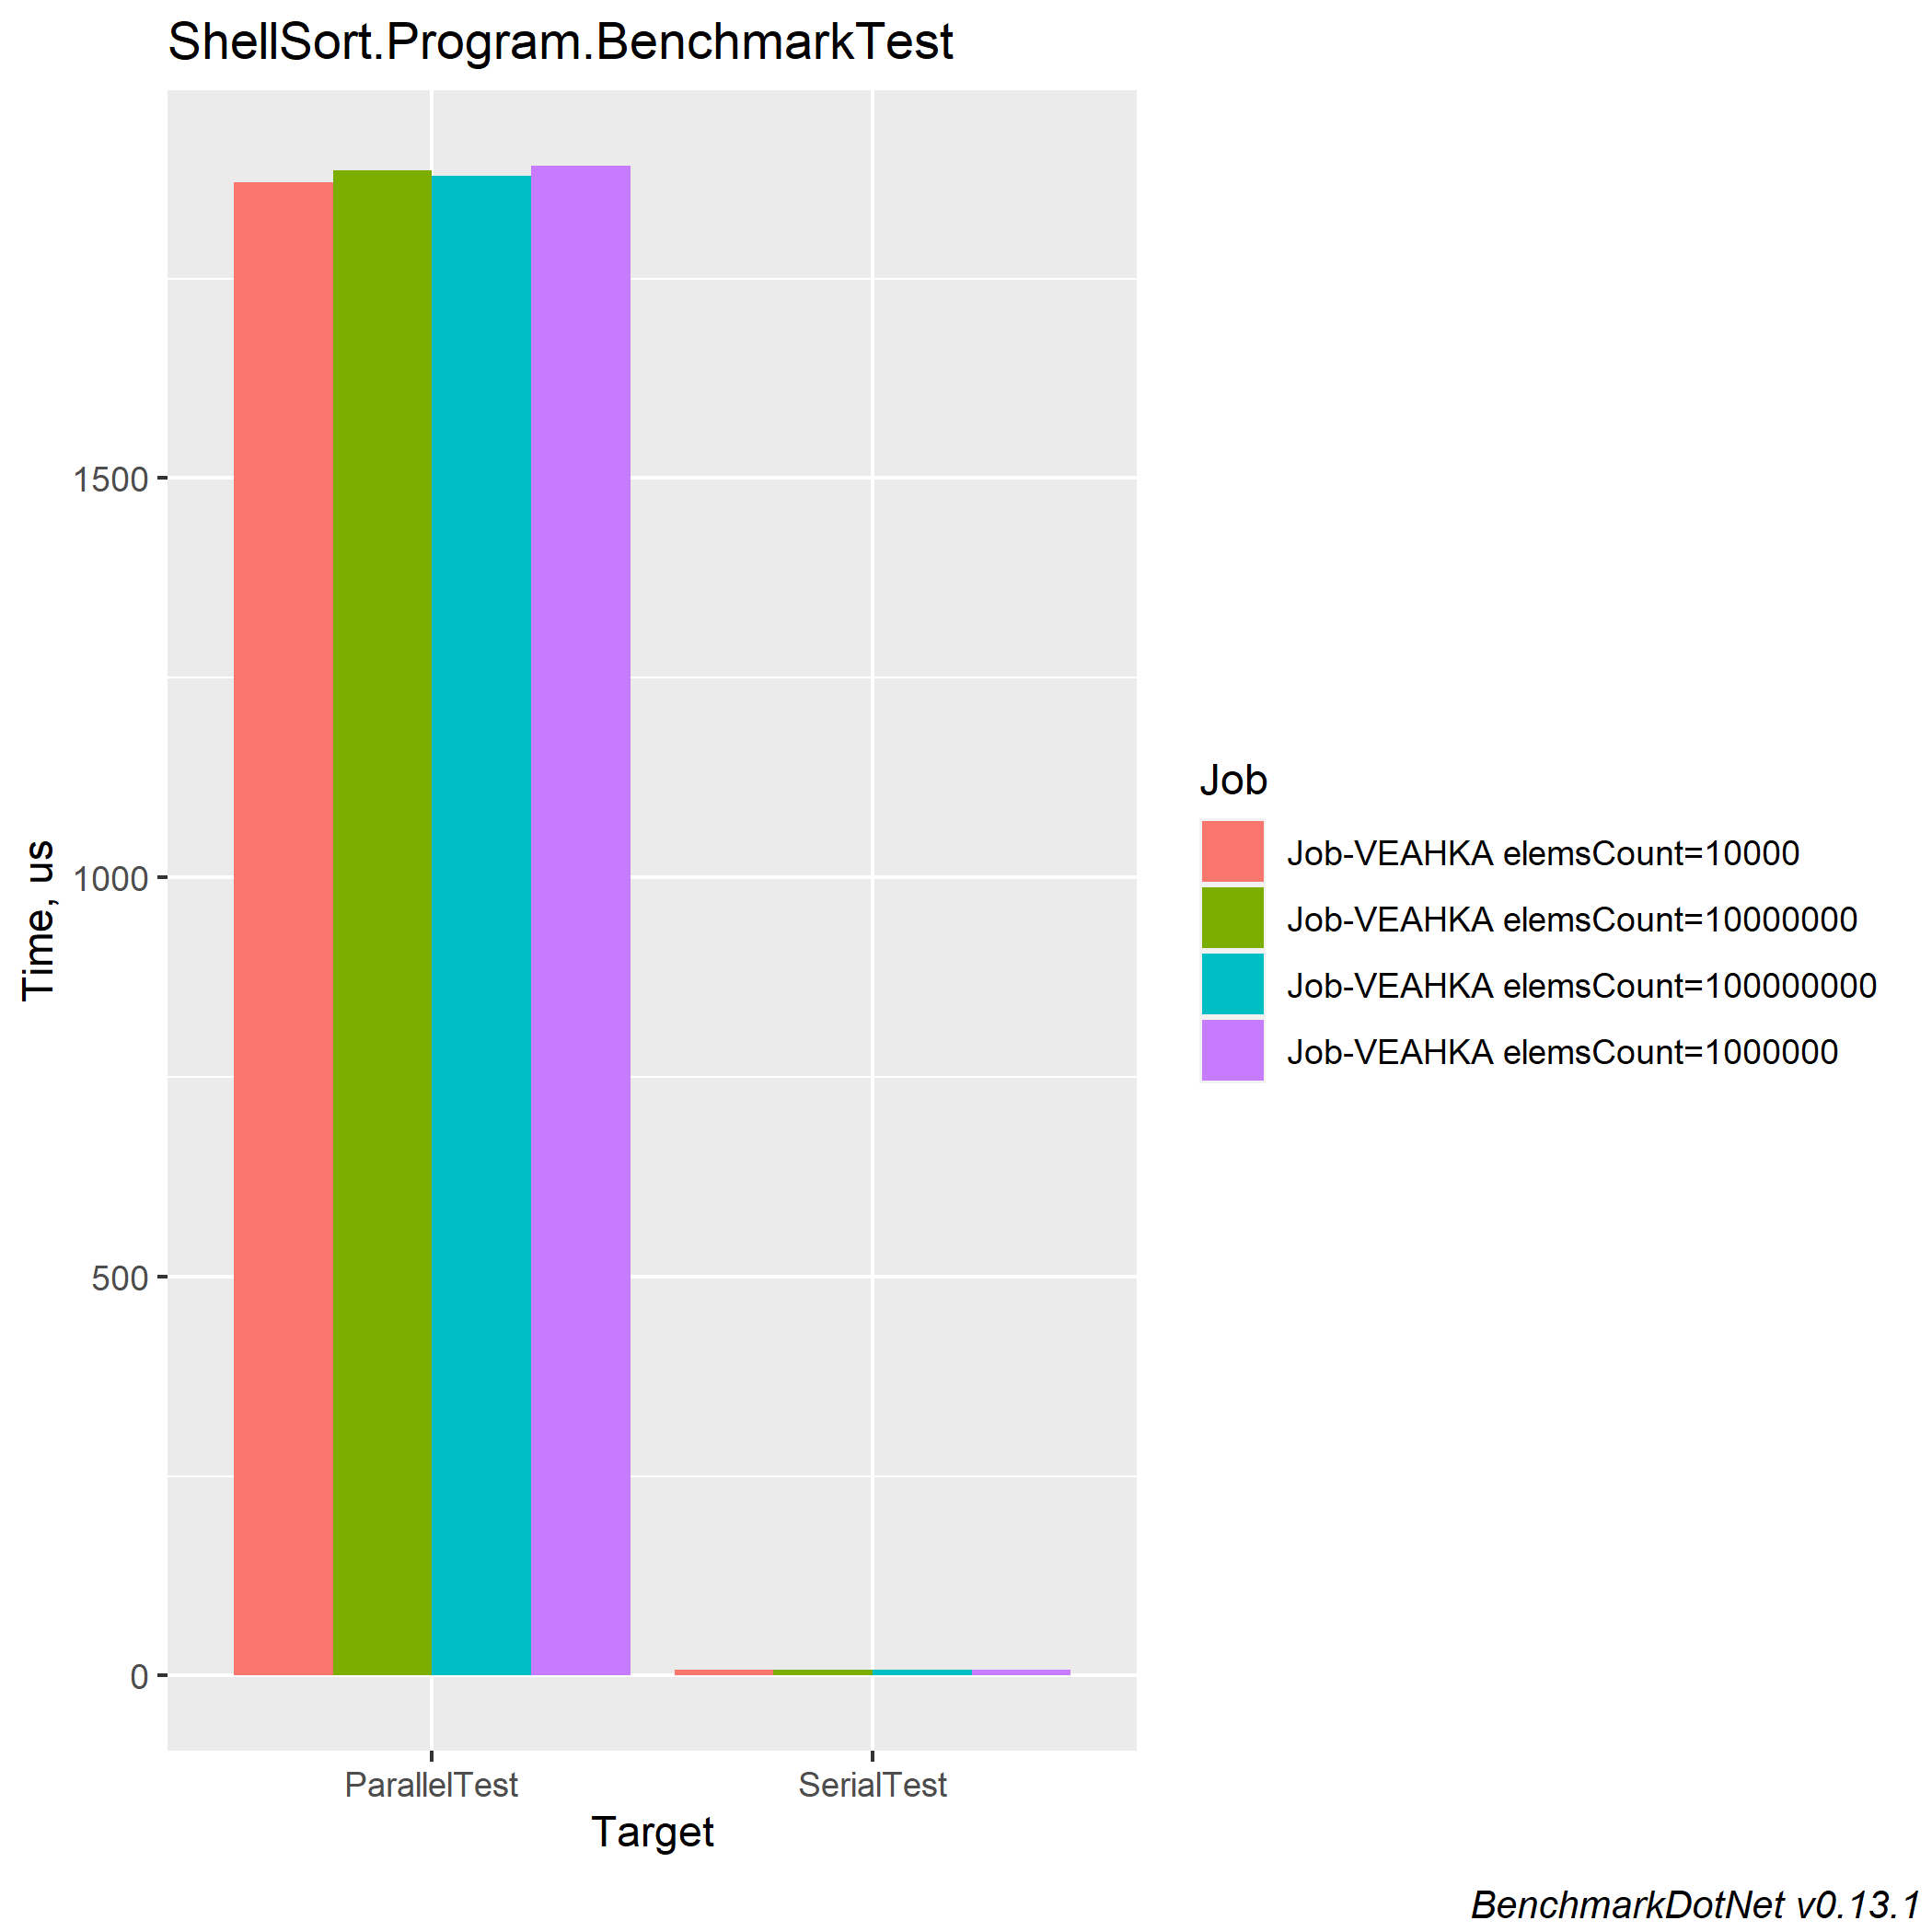 ShellSort.Program.BenchmarkTest
Time, us
1500
1000
500
0
ParallelTest
SerialTest
Target
Job
Job-VEAHKA elemsCount=10000
Job-VEAHKA elemsCount=10000000
Job-VEAHKA elemsCount=100000000
Job-VEAHKA elemsCount=1000000
BenchmarkDotNet v0.13.1